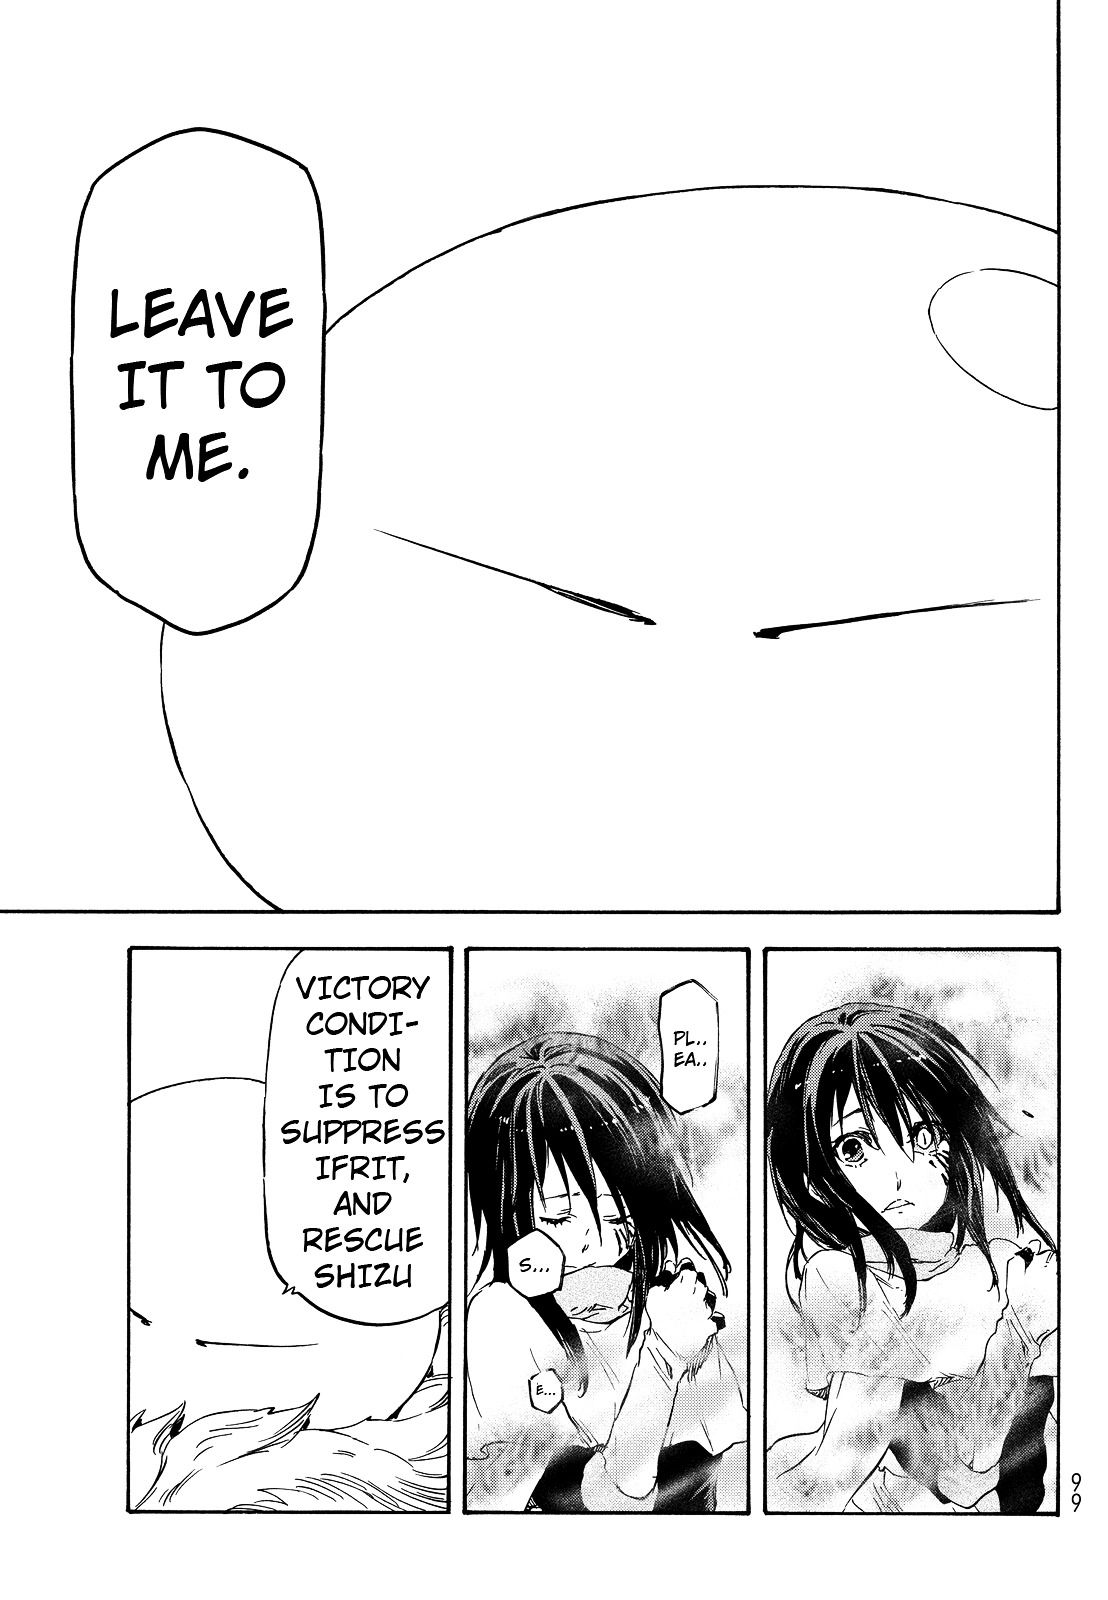 LEAVE
IT TO
ME.
PL..
EA..
S...
E...
VICTORY
CONDI-
TION
IS TO
SUPPRESS
IFRIT,
AND
RESCUE
SHIZU
99